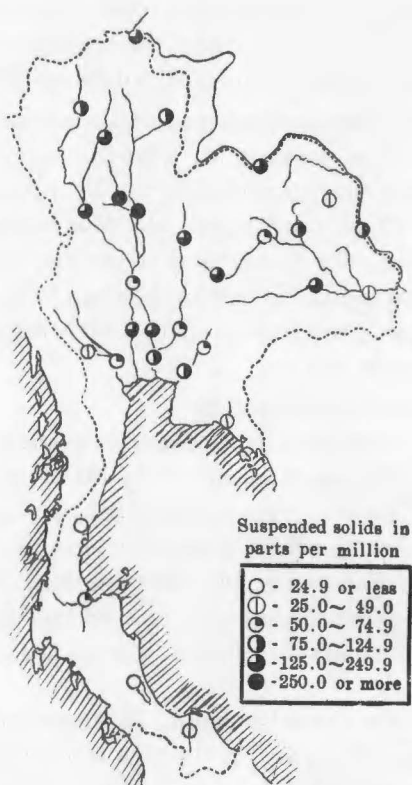 Suspended solids in
parts per million
24.9 or less
- 25.0~ 49.0
- 50.0~ 74.9
- 75.0~124.9
-125.0~249.9
-250.0 or more